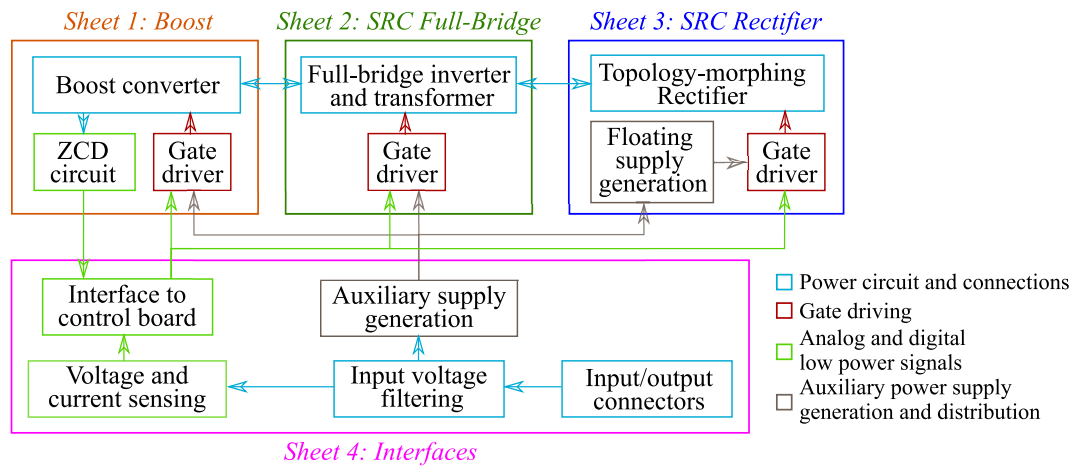 Sheet 1: Boost
Sheet 2: SRC Full-Bridge
Sheet 3: SRC Rectifier
Boost converter
Full-bridge inverter
and transformer
Topology-morphing
Rectifier
ZCD
circuit
Gate
driver
Gate
driver
Floating
supply
generation
Gate
driver
Interface to
control board
Auxiliary supply
generation
Voltage and
current sensing
Input voltage
filtering
Input/output
connectors
Sheet 4: Interfaces
Power circuit and connections
Gate driving
Analog and digital
low power signals
Auxiliary power supply
generation and distribution